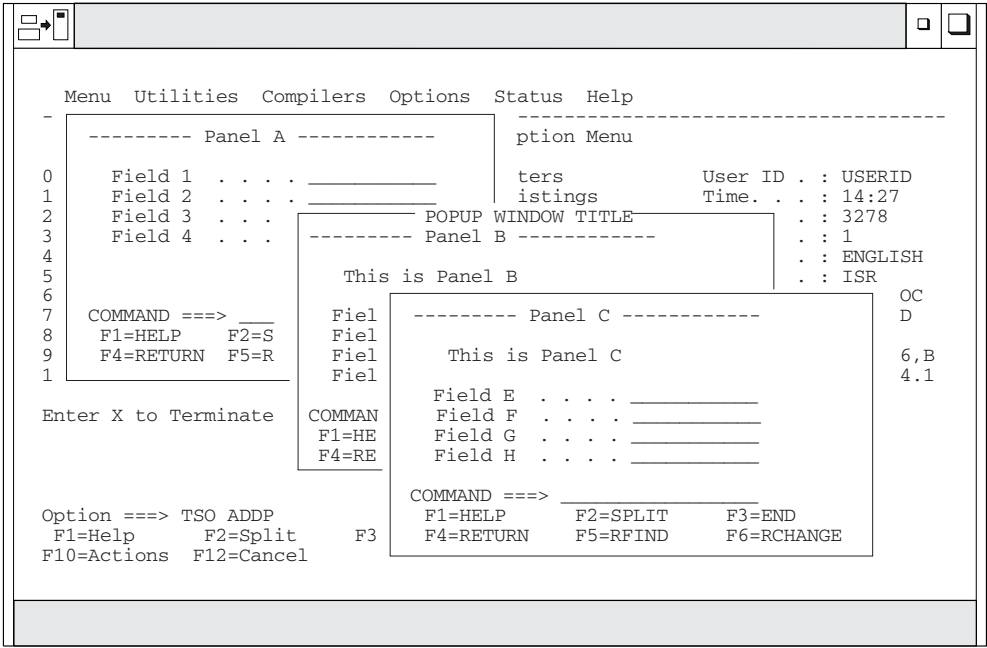 Menu  Utilities  Compilers  Options  Status  Help
-  -------------------------------------
--------- Panel A ------------  ption Menu
0  Field 1 . . . . ___________  ters  User ID . : USERID
1  Field 2 . . . . ___________  istings  Time. . . : 14:27
2  Field 3 . . .  POPUP WINDOW TITLE  . : 3278
3  Field 4 . . .  --------- Panel B ------------  . : 1
4  . : ENGLISH
5  This is Panel B  . : ISR
6  OC
7  COMMAND ===> ___  Fiel  --------- Panel C ------------  D
8  F1=HELP  F2=S  Fiel
9  F4=RETURN  F5=R  Fiel  This is Panel C  6,B
1  Fiel  4.1
Field E . . . . ___________
Enter X to Terminate  COMMAN  Field F . . . . ___________
F1=HE  Field G . . . . ___________
F4=RE  Field H . . . . ___________
COMMAND ===> _________________
Option ===> TSO ADDP  F1=HELP  F2=SPLIT  F3=END
F1=Help  F2=Split  F3  F4=RETURN  F5=RFIND  F6=RCHANGE
F10=Actions  F12=Cancel